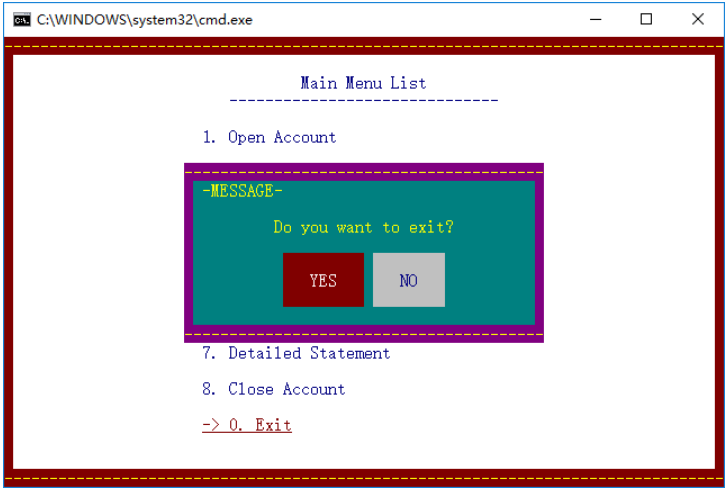 C:\WINDOWS\system32\cmd.exe
Main Menu List
------------------------------
1. Open Account
-MESSAGE-
Do you want to exit?
YES NO
7. Detailed Statement
8. Close Account
-> 0. Exit